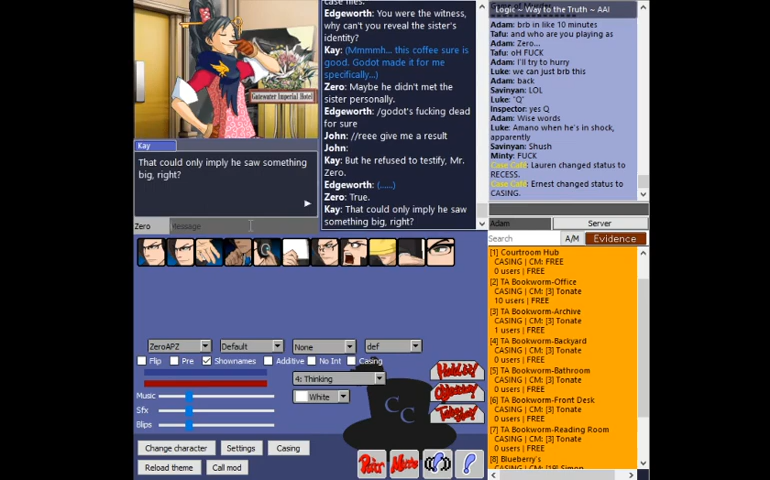 Gatewater Imperial Hotel
Kay
That could only imply he saw something
big, right?
Zero
Message
case files.
Edgeworth: You were the witness,
why can't you reveal the sister's
identity?
Kay: (Mmmmh... this coffee sure is
good. Godot made it for me
specifically...)
Zero: Maybe he didn't met the
sister personally.
Edgeworth: /godot's fucking dead
for sure
John: //reee give me a result
John:
Kay: But he refused to testify, Mr.
Zero.
Edgeworth: (......)
Zero: True.
Kay: That could only imply he saw
something big, right?
Logic ~ Way to the Truth ~ AAI
Adam: brb in like 10 minutes
Tafu: and who are you playing as
Adam: Zero...
Tafu: oH FUCK
Adam: I'll try to hurry
Luke: we can just brb this
Adam: back
Savinyan: LOL
Luke: "Q"
Inspector: yes Q
Adam: Wise words
Luke: Amano when he's in shock,
apparently
Savinyan: Shush
Minty: FUCK
Case Café: Lauren changed status to
RECESS.
Case Café: Ernest changed status to
CASING.
Adam
Server
Search
A/M
Evidence
[1] Courtroom Hub
CASING | CM: FREE
0 users | FREE
[2] TA Bookworm-Office
CASING | CM: [3] Tonate
10 users | FREE
[3] TA Bookworm-Archive
CASING | CM: [3] Tonate
1 users | FREE
[4] TA Bookworm-Backyard
CASING | CM: [3] Tonate
0 users | FREE
[5] TA Bookworm-Bathroom
CASING | CM: [3] Tonate
0 users | FREE
[6] TA Bookworm-Front Desk
CASING | CM: [3] Tonate
0 users | FREE
[7] TA Bookworm-Reading Room
CASING | CM: [3] Tonate
0 users | FREE
[8] Blueberry's
ZeroAPZ
Default
None
def
Flip
Pre
Shownames
Additive
No Int
Casing
4: Thinking
White
Music
Sfx
Blips
Hold it!
Objection!
Take that!
CC
Change character
Settings
Casing
Reload theme
Call mod
Pair
Mute